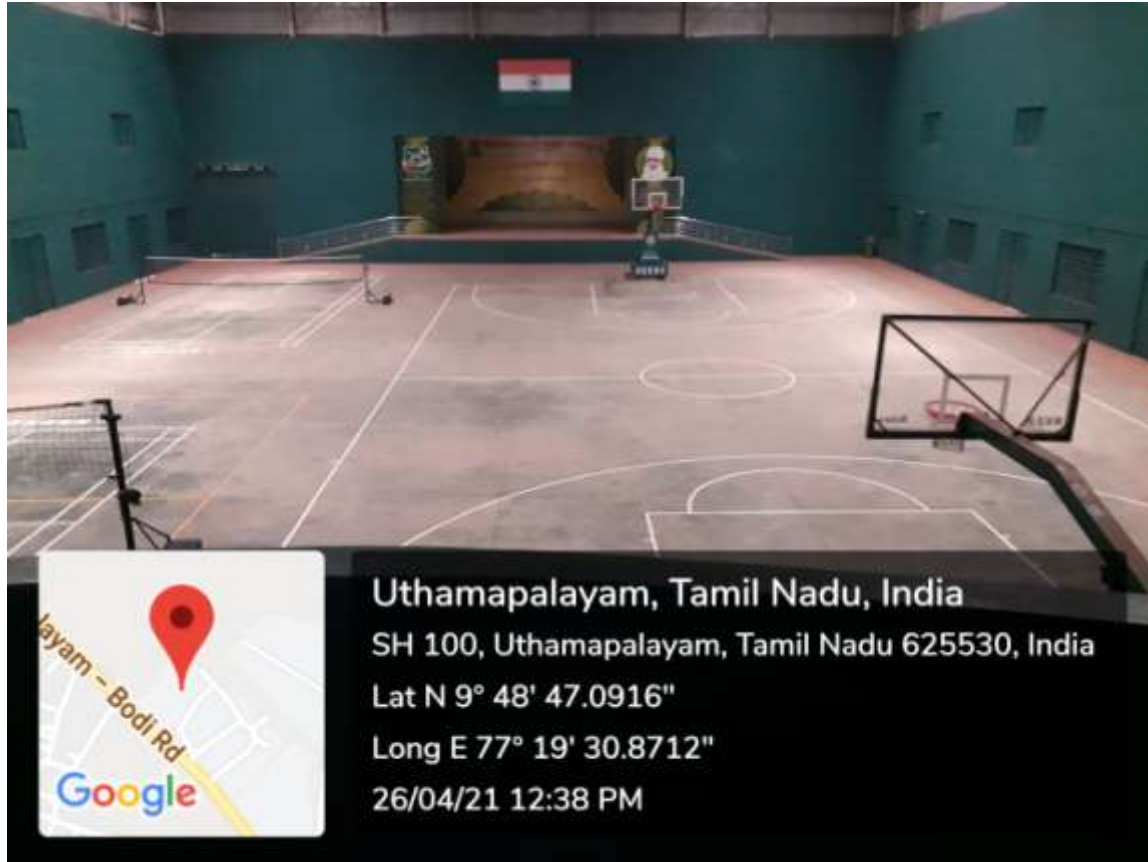 layam – Bodi Rd
Google
Uthamapalayam, Tamil Nadu, India
SH 100, Uthamapalayam, Tamil Nadu 625530, India
Lat N 9° 48' 47.0916"
Long E 77° 19' 30.8712"
26/04/21 12:38 PM